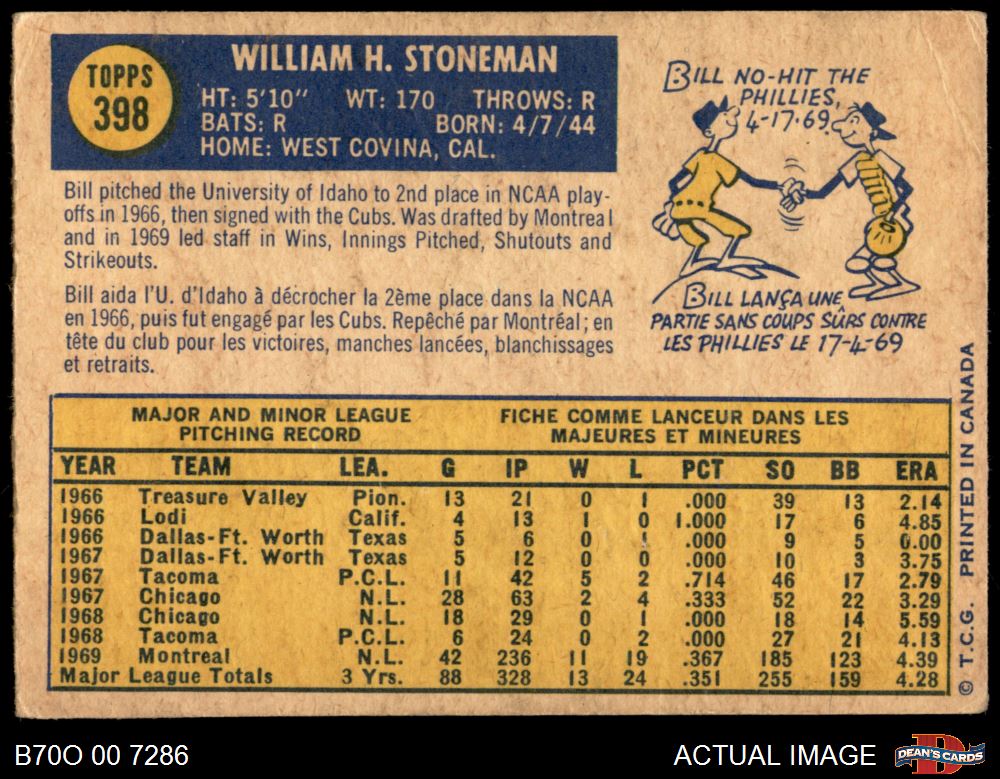 TOPPS
398
WILLIAM H. STONEMAN
HT: 5'10" WT: 170 THROWS: R
BATS: R BORN: 4/7/44
HOME: WEST COVINA, CAL.
Bill pitched the University of Idaho to 2nd place in NCAA play-
offs in 1966, then signed with the Cubs. Was drafted by Montreal
and in 1969 led staff in Wins, Innings Pitched, Shutouts and
Strikeouts.
Bill aida l'U. d'Idaho à décrocher la 2ème place dans la NCAA
en 1966, puis fut engagé par les Cubs. Repêché par Montréal; en
tête du club pour les victoires, manches lancées, blanchissages
et retraits.
BILL NO-HIT THE
PHILLIES,
4-17-69.
BILL LANÇA UNE
PARTIE SANS COUPS SÛRS CONTRE
LES PHILLIES LE 17-4-69
MAJOR AND MINOR LEAGUE
PITCHING RECORD
FICHE COMME LANCEUR DANS LES
MAJEURES ET MINEURES
YEAR TEAM LEA. G IP W L PCT SO BB ERA
1966 Treasure Valley Pion. 13 21 0 1 .000 39 13 2.14
1966 Lodi Calif. 4 13 1 0 1.000 17 6 4.85
1966 Dallas-Ft. Worth Texas 5 6 0 1 .000 9 5 0.00
1967 Dallas-Ft. Worth Texas 5 12 0 0 .000 10 3 3.75
1967 Tacoma P.C.L. 11 42 5 2 .714 46 17 2.79
1967 Chicago N.L. 28 63 2 4 .333 52 22 3.29
1968 Chicago N.L. 18 29 0 1 .000 18 14 5.59
1968 Tacoma P.C.L. 6 24 0 2 .000 27 21 4.13
1969 Montreal N.L. 42 236 11 19 .367 185 123 4.39
Major League Totals 3 Yrs. 88 328 13 24 .351 255 159 4.28
© T.C.G. PRINTED IN CANADA
B70O 00 7286
ACTUAL IMAGE
DEAN'S CARDS